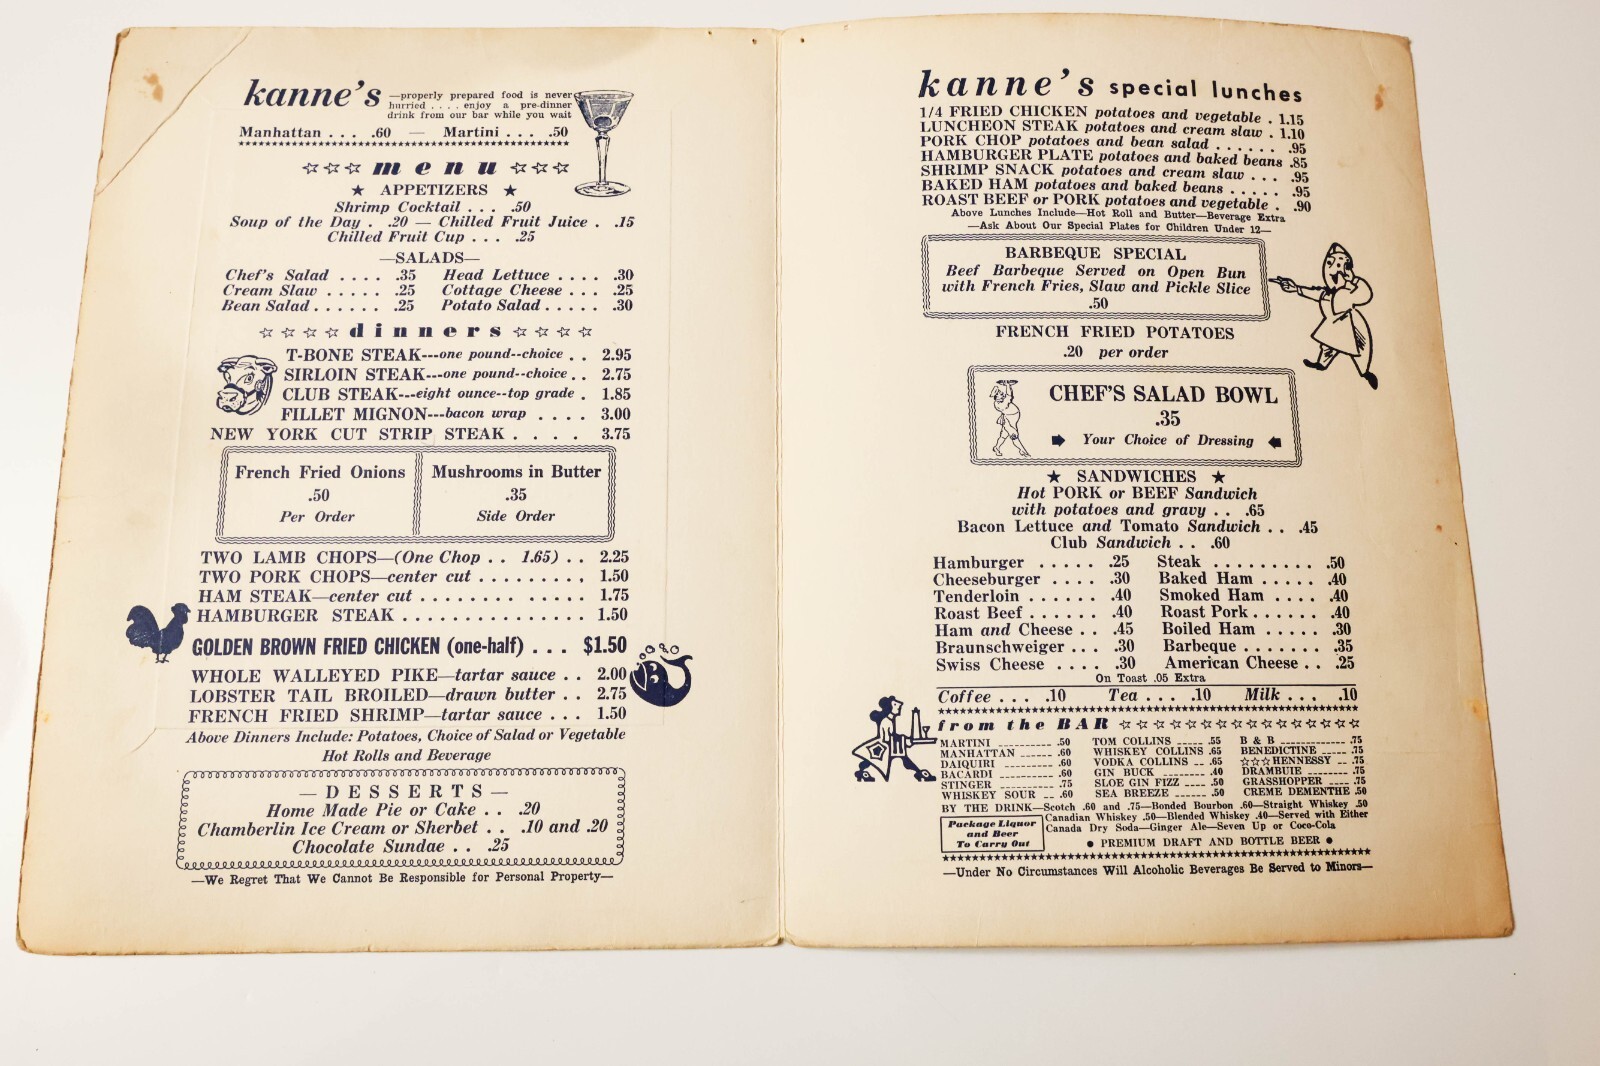 kanne's —properly prepared food is never
hurried . . . . enjoy a pre-dinner
drink from our bar while you wait
Manhattan . . . .60 — Martini . . . .50
☆☆☆ menu ☆☆☆
★ APPETIZERS ★
Shrimp Cocktail . . . .50
Soup of the Day . .20 — Chilled Fruit Juice . .15
Chilled Fruit Cup . . . .25
—SALADS—
Chef's Salad . . . . .35 Head Lettuce . . . . .30
Cream Slaw . . . . . .25 Cottage Cheese . . . .25
Bean Salad . . . . . . .25 Potato Salad . . . . . .30
☆☆☆☆ dinners ☆☆☆☆
T-BONE STEAK---one pound--choice . . 2.95
SIRLOIN STEAK---one pound--choice . . 2.75
CLUB STEAK---eight ounce--top grade . 1.85
FILLET MIGNON---bacon wrap . . . . 3.00
NEW YORK CUT STRIP STEAK . . . . 3.75
French Fried Onions Mushrooms in Butter
.50 .35
Per Order Side Order
TWO LAMB CHOPS—(One Chop . . 1.65) . . 2.25
TWO PORK CHOPS—center cut . . . . . . . . . 1.50
HAM STEAK—center cut . . . . . . . . . . . . . 1.75
HAMBURGER STEAK . . . . . . . . . . . . . . . 1.50
GOLDEN BROWN FRIED CHICKEN (one-half) . . . $1.50
WHOLE WALLEYED PIKE—tartar sauce . . 2.00
LOBSTER TAIL BROILED—drawn butter . . 2.75
FRENCH FRIED SHRIMP—tartar sauce . . . 1.50
Above Dinners Include: Potatoes, Choice of Salad or Vegetable
Hot Rolls and Beverage
— DESSERTS —
Home Made Pie or Cake . . .20
Chamberlin Ice Cream or Sherbet . . .10 and .20
Chocolate Sundae . . .25
—We Regret That We Cannot Be Responsible for Personal Property—
kanne's special lunches
1/4 FRIED CHICKEN potatoes and vegetable . 1.15
LUNCHEON STEAK potatoes and cream slaw . 1.10
PORK CHOP potatoes and bean salad . . . . . . .95
HAMBURGER PLATE potatoes and baked beans .85
SHRIMP SNACK potatoes and cream slaw . . . .95
BAKED HAM potatoes and baked beans . . . . . .95
ROAST BEEF or PORK potatoes and vegetable . .90
Above Lunches Include—Hot Roll and Butter—Beverage Extra
—Ask About Our Special Plates for Children Under 12—
BARBEQUE SPECIAL
Beef Barbeque Served on Open Bun
with French Fries, Slaw and Pickle Slice
.50
FRENCH FRIED POTATOES
.20 per order
CHEF'S SALAD BOWL
.35
Your Choice of Dressing
★ SANDWICHES ★
Hot PORK or BEEF Sandwich
with potatoes and gravy . . .65
Bacon Lettuce and Tomato Sandwich . . .45
Club Sandwich . . .60
Hamburger . . . . . .25 Steak . . . . . . . . . .50
Cheeseburger . . . . .30 Baked Ham . . . . . .40
Tenderloin . . . . . . .40 Smoked Ham . . . . .40
Roast Beef . . . . . . .40 Roast Pork . . . . . . .40
Ham and Cheese . . .45 Boiled Ham . . . . . .30
Braunschweiger . . . .30 Barbeque . . . . . . . .35
Swiss Cheese . . . . .30 American Cheese . . .25
On Toast .05 Extra
Coffee . . . . .10 Tea . . . .10 Milk . . . .10
from the BAR ☆☆☆☆☆☆☆☆☆☆☆☆☆☆☆
MARTINI .50 TOM COLLINS .55 B & B .75
MANHATTAN .60 WHISKEY COLLINS .65 BENEDICTINE .75
DAIQUIRI .60 VODKA COLLINS .65 ☆☆☆HENNESSY .75
BACARDI .60 GIN BUCK .40 DRAMBUIE .75
STINGER .75 SLOE GIN FIZZ .50 GRASSHOPPER .75
WHISKEY SOUR .60 SEA BREEZE .50 CREME DEMENTHE .50
BY THE DRINK—Scotch .60 and .75—Bonded Bourbon .60—Straight Whiskey .50
Canadian Whiskey .50—Blended Whiskey .40—Served with Either
Canada Dry Soda—Ginger Ale—Seven Up or Coco-Cola
Package Liquor
and Beer
To Carry Out
● PREMIUM DRAFT AND BOTTLE BEER ●
—Under No Circumstances Will Alcoholic Beverages Be Served to Minors—